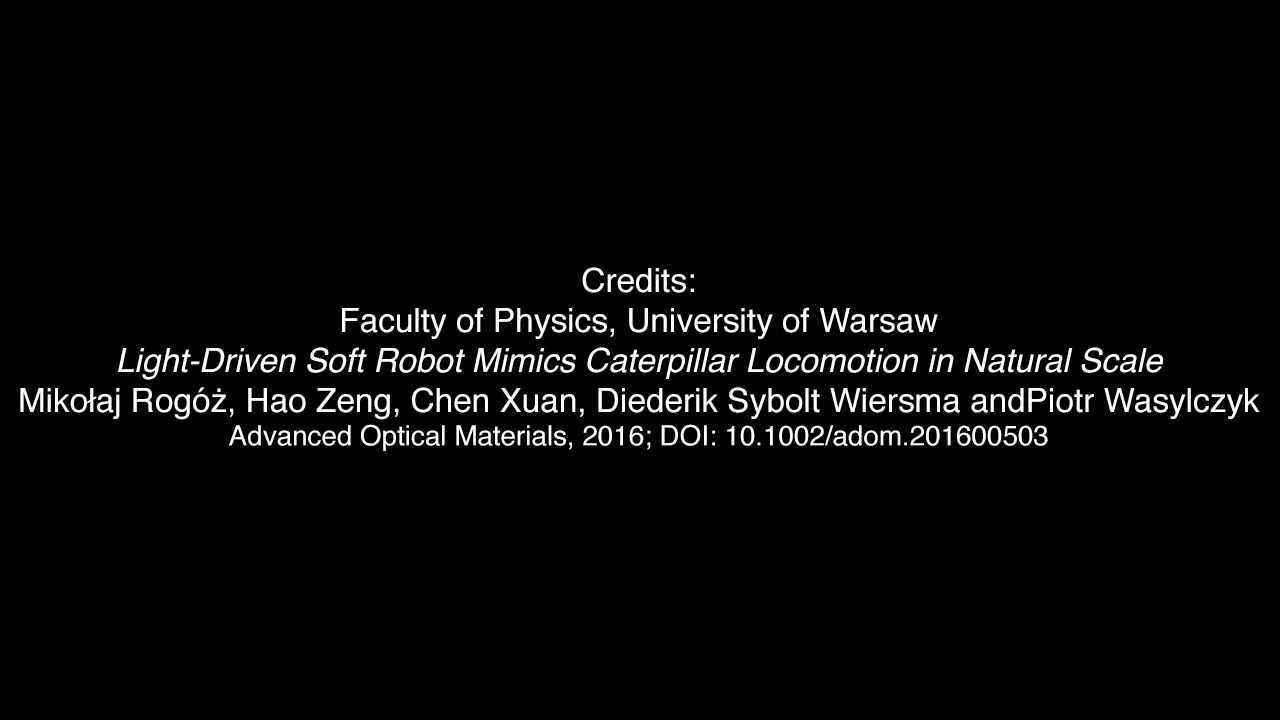 Credits:
Faculty of Physics, University of Warsaw
Light-Driven Soft Robot Mimics Caterpillar Locomotion in Natural Scale
Mikołaj Rogóż, Hao Zeng, Chen Xuan, Diederik Sybolt Wiersma andPiotr Wasylczyk
Advanced Optical Materials, 2016; DOI: 10.1002/adom.201600503